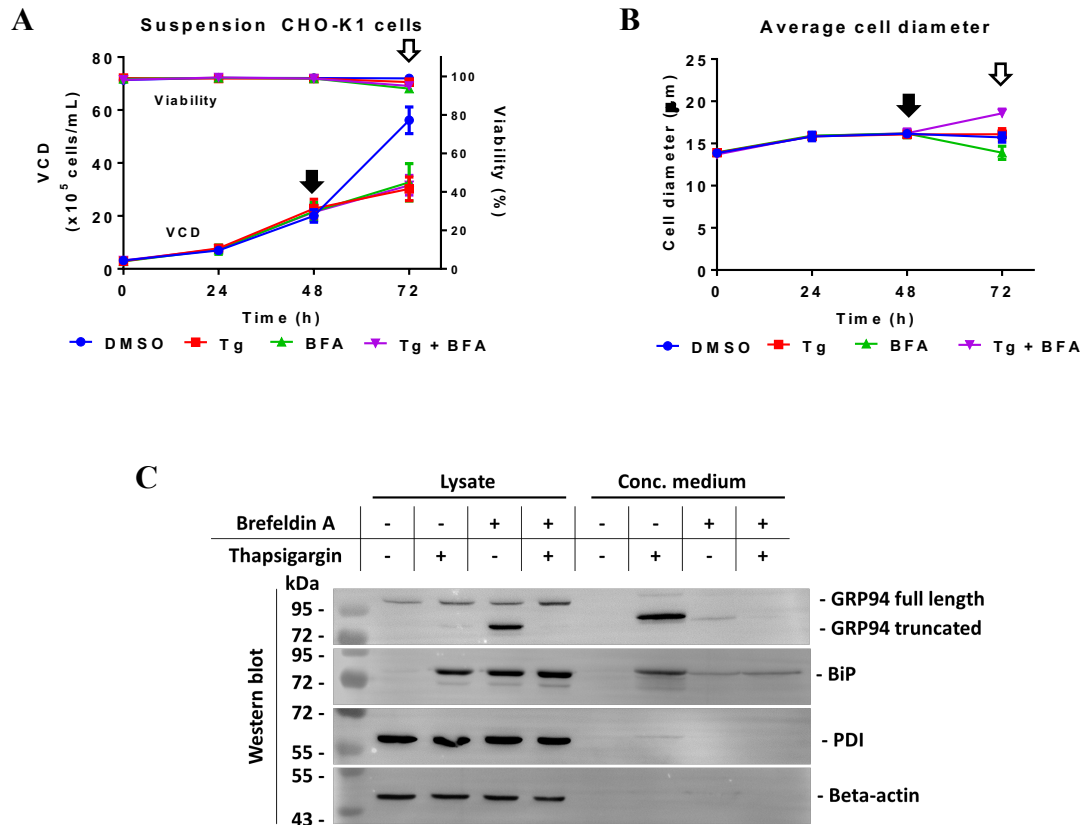 A
Suspension CHO-K1 cells
80
60
40
20
0
VCD
(x10⁵ cells/mL)
Viability
VCD
100
80
60
40
20
0
Viability (%)
0 24 48 72
Time (h)
DMSO Tg BFA Tg + BFA
B
Average cell diameter
25
20
15
10
5
0
Cell diameter (μm)
0 24 48 72
Time (h)
DMSO Tg BFA Tg + BFA
C
Lysate Conc. medium
Brefeldin A - - + + - - + +
Thapsigargin - + - + - + - +
kDa
Western blot
95 - - GRP94 full length
72 - - GRP94 truncated
95 -
72 - - BiP
72 -
55 - - PDI
55 -
43 - - Beta-actin